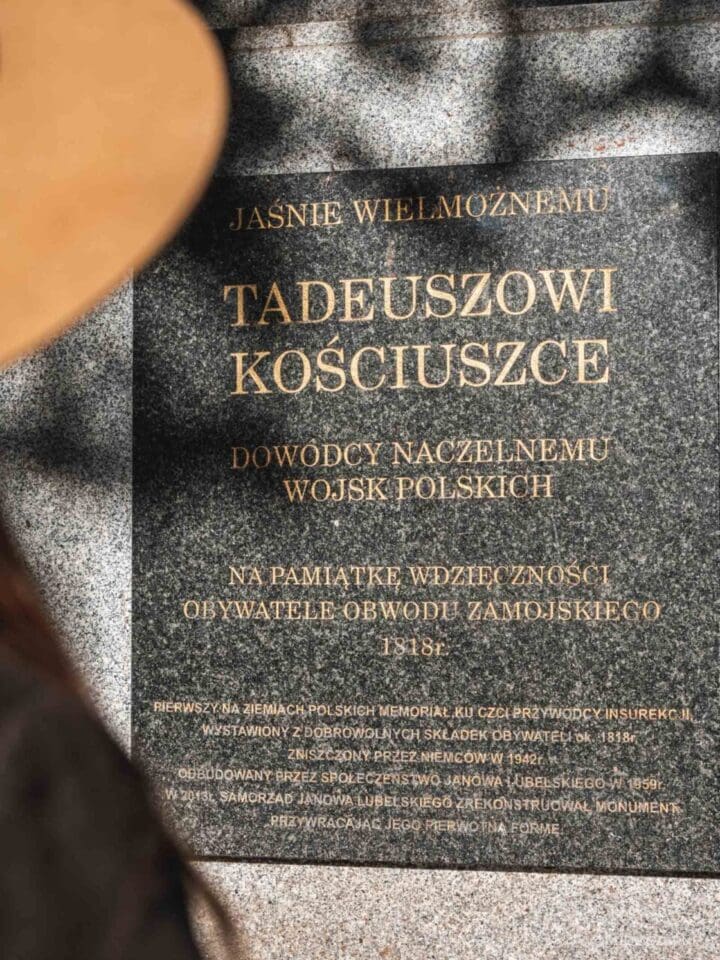 JAŚNIE WIELMOŻNEMU
TADEUSZOWI
KOŚCIUSZCE
DOWÓDCY NACZELNEMU
WOJSK POLSKICH
NA PAMIĄTKĘ WDZIĘCZNOŚCI
OBYWATELE OBWODU ZAMOJSKIEGO
1818r.
PIERWSZY NA ZIEMIACH POLSKICH MEMORIAŁ KU CZCI PRZYWÓDCY INSUREKCJI,
WYSTAWIONY Z DOBROWOLNYCH SKŁADEK OBYWATELI ok. 1818r.
ZNISZCZONY PRZEZ NIEMCÓW W 1942r.
ODBUDOWANY PRZEZ SPOŁECZEŃSTWO JANOWA LUBELSKIEGO W 1959r.
W 2013r. SAMORZĄD JANOWA LUBELSKIEGO ZREKONSTRUOWAŁ MONUMENT
PRZYWRACAJĄC JEGO PIERWOTNĄ FORMĘ.